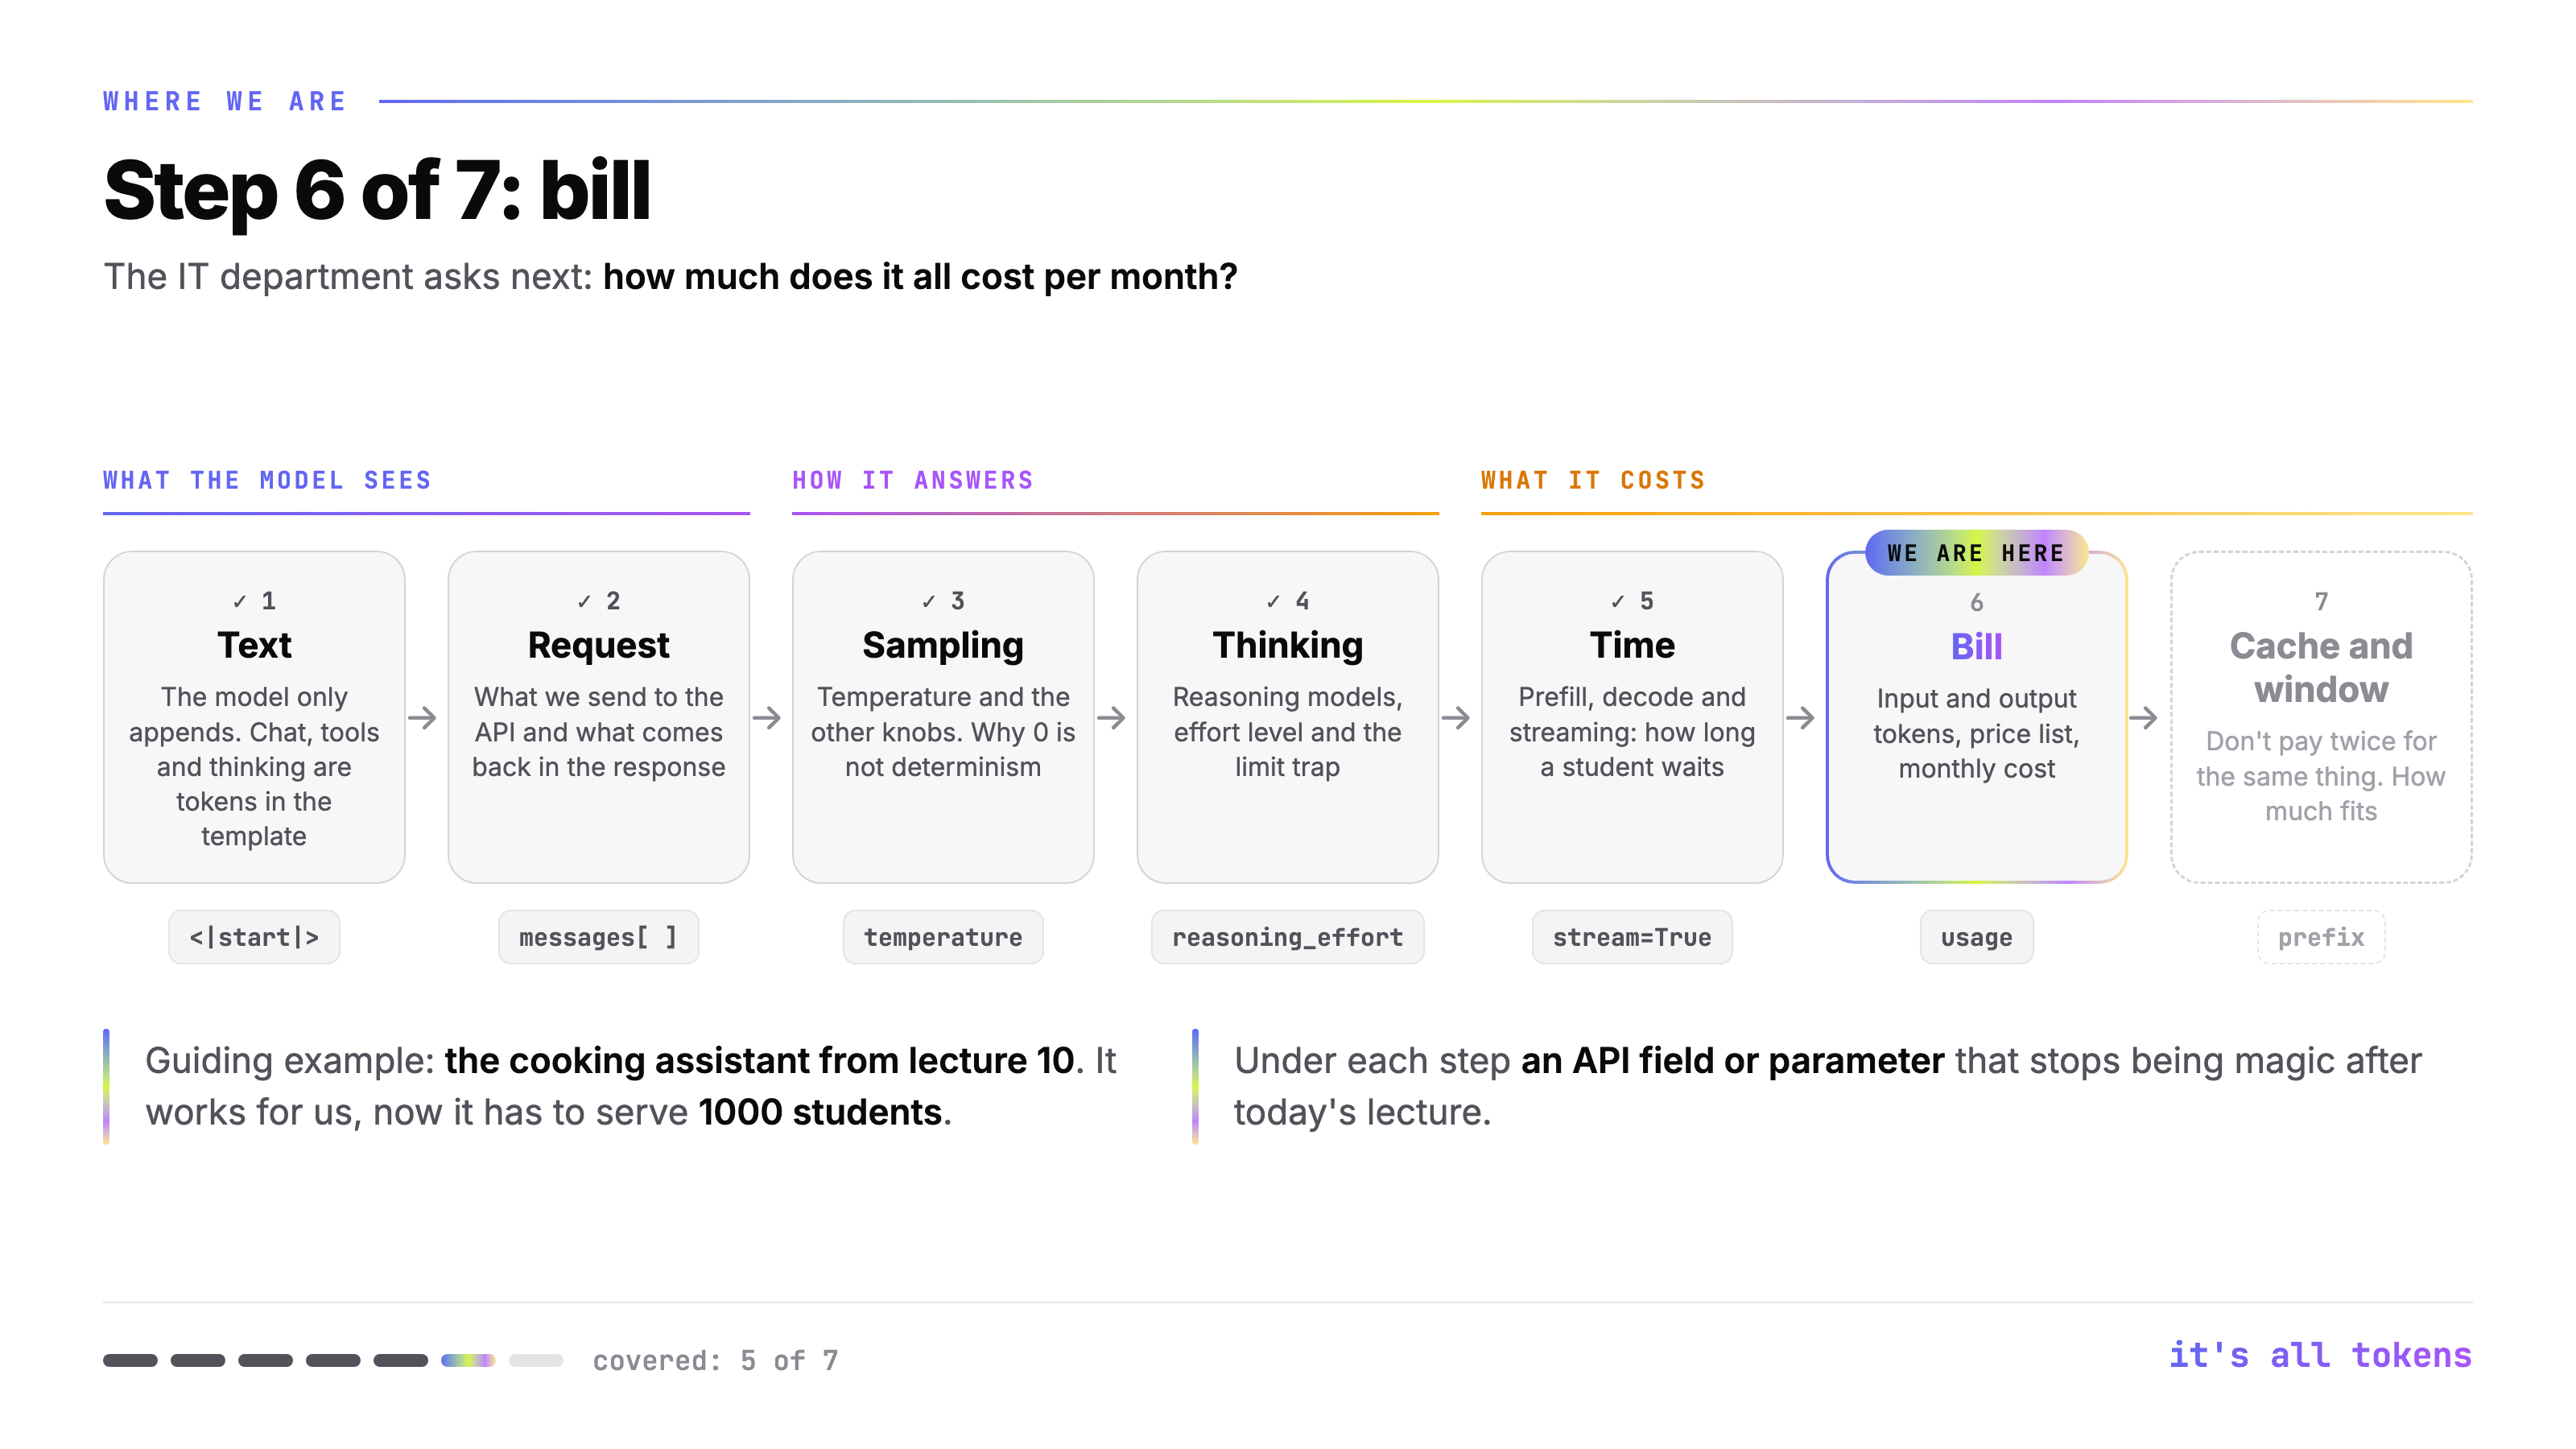 WHERE WE ARE
Step 6 of 7: bill
The IT department asks next: how much does it all cost per month?
WHAT THE MODEL SEES
HOW IT ANSWERS
WHAT IT COSTS
✓ 1
Text
The model only
appends. Chat, tools
and thinking are
tokens in the
template
<|start|>
✓ 2
Request
What we send to the
API and what comes
back in the response
messages[ ]
✓ 3
Sampling
Temperature and the
other knobs. Why 0 is
not determinism
temperature
✓ 4
Thinking
Reasoning models,
effort level and the
limit trap
reasoning_effort
✓ 5
Time
Prefill, decode and
streaming: how long
a student waits
stream=True
WE ARE HERE
6
Bill
Input and output
tokens, price list,
monthly cost
usage
7
Cache and
window
Don't pay twice for
the same thing. How
much fits
prefix
Guiding example: the cooking assistant from lecture 10. It
works for us, now it has to serve 1000 students.
Under each step an API field or parameter that stops being magic after
today's lecture.
covered: 5 of 7
it's all tokens